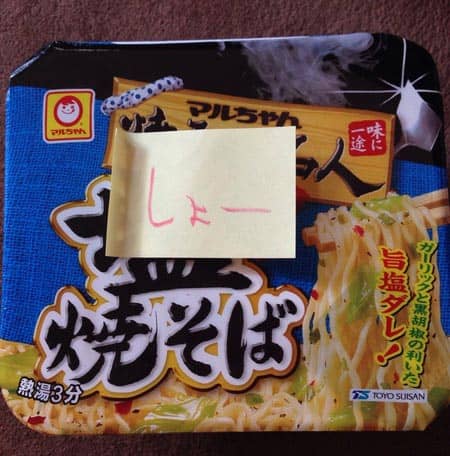 マルちゃん
マルちゃん
人
味に
一途
しょー
焼そば
ガーリックと黒胡椒の利いた
旨塩ダレ!
熱湯3分
TOYO SUISAN